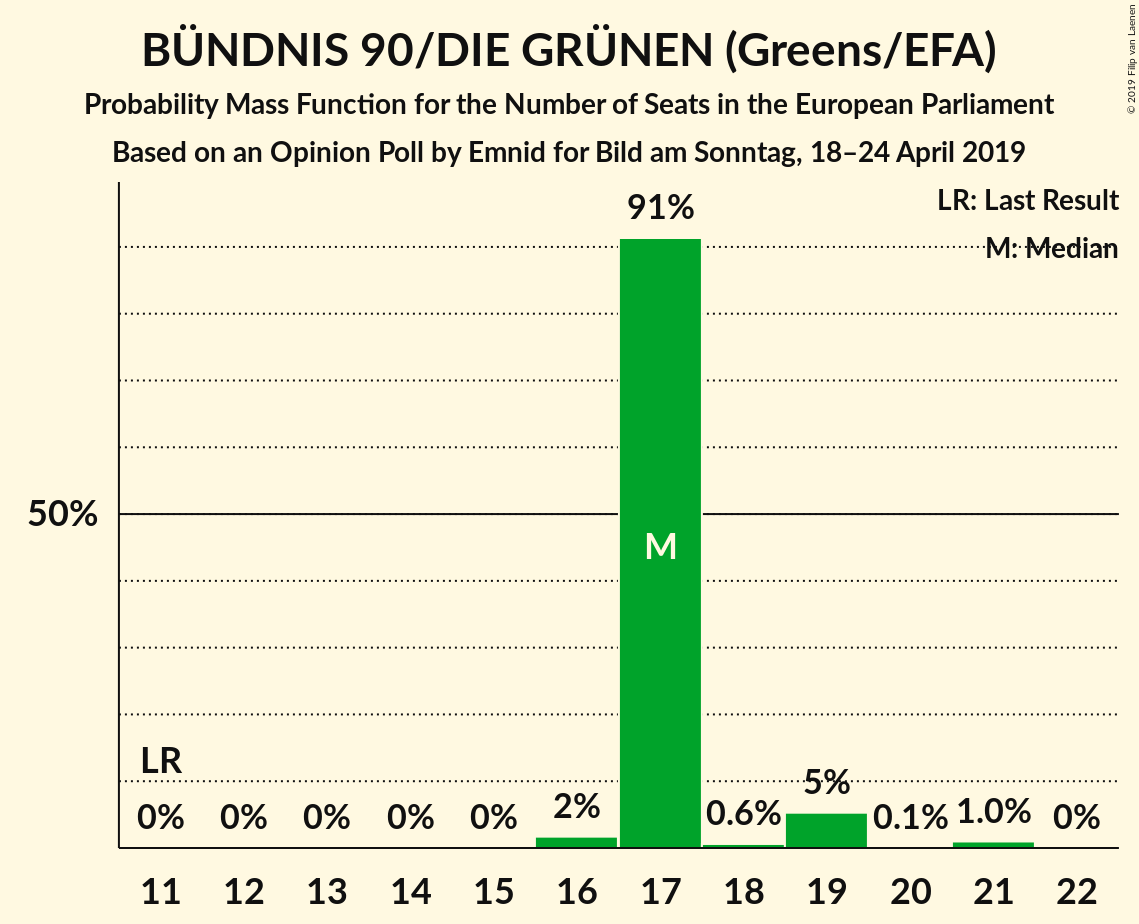 BÜNDNIS 90/DIE GRÜNEN (Greens/EFA)
Probability Mass Function for the Number of Seats in the European Parliament
Based on an Opinion Poll by Emnid for Bild am Sonntag, 18–24 April 2019
© 2019 Filip van Laenen
LR: Last Result
M: Median
91%
50%
M
LR
0% 0% 0% 0% 0% 2% 0.6% 5% 0.1% 1.0% 0%
11 12 13 14 15 16 17 18 19 20 21 22